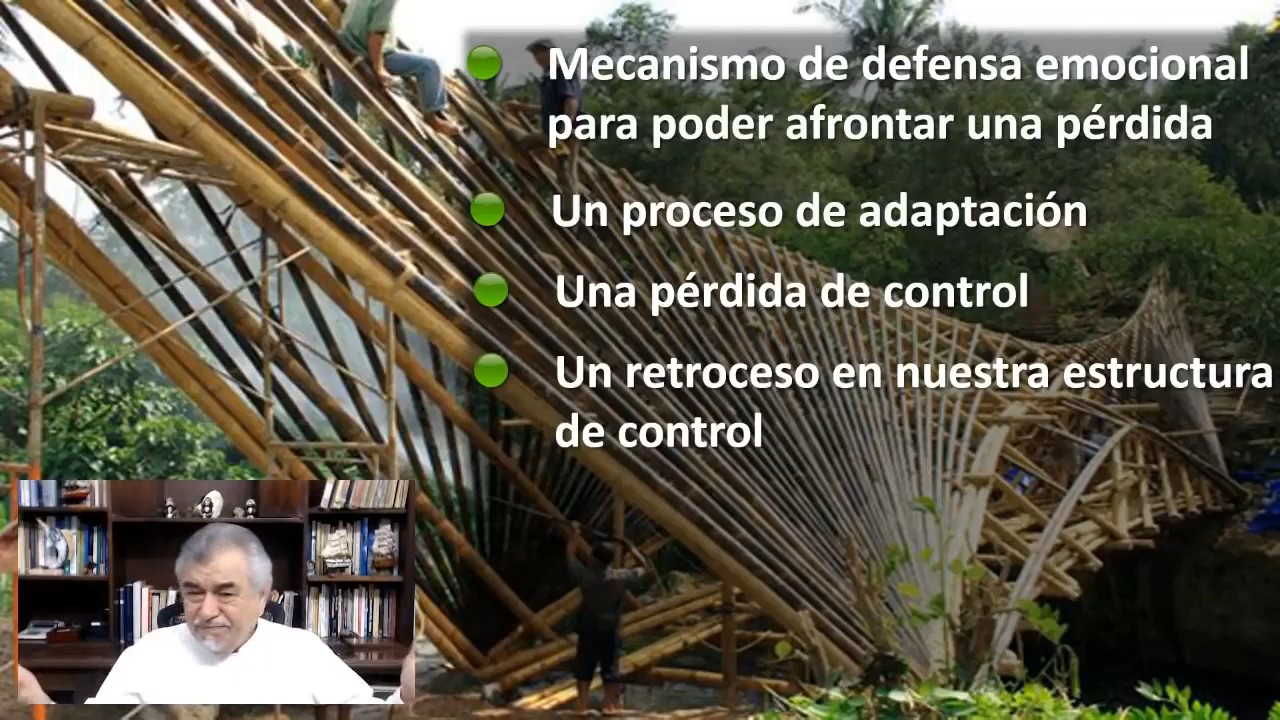 Mecanismo de defensa emocional
para poder afrontar una pérdida
Un proceso de adaptación
Una pérdida de control
Un retroceso en nuestra estructura
de control